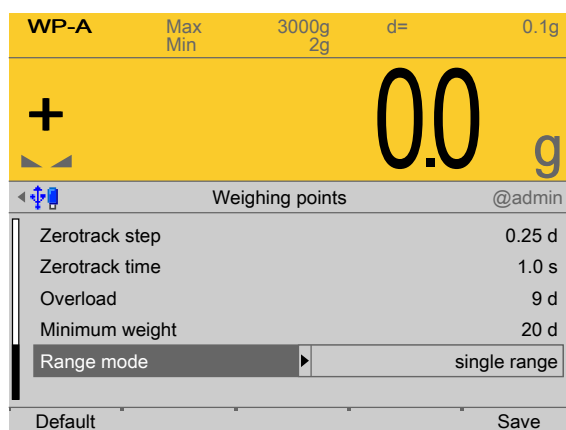 WP-A Max 3000g d= 0.1g
Min 2g
+ 0.0 g
Weighing points @admin
Zerotrack step 0.25 d
Zerotrack time 1.0 s
Overload 9 d
Minimum weight 20 d
Range mode single range
Default Save